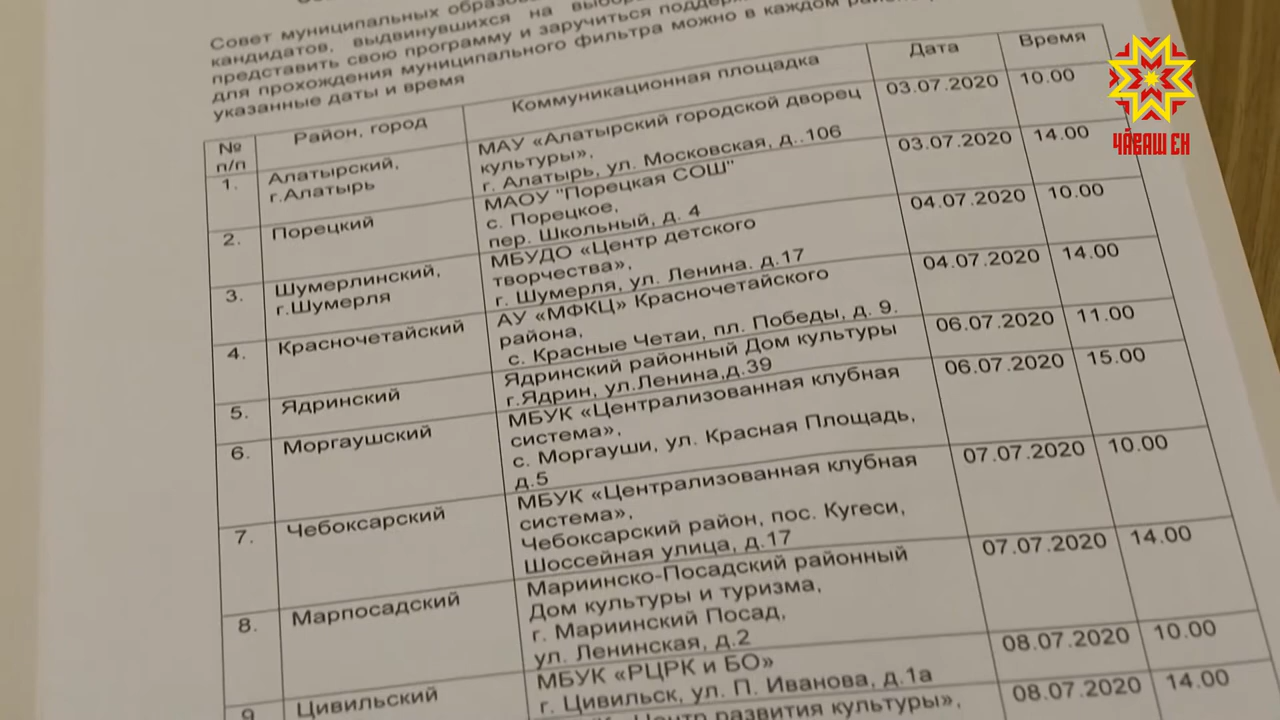 Совет муниципальных
кандидатов, выдвинувшихся на
представить свою программу и заручиться
для прохождения муниципального фильтра можно в каждом
указанные даты и время
№ п/п
Район, город
Коммуникационная площадка
Дата
Время
1.
Алатырский,
г.Алатырь
МАУ «Алатырский городской дворец
культуры»,
г. Алатырь, ул. Московская, д..106
03.07.2020
10.00
2.
Порецкий
МАОУ "Порецкая СОШ"
с. Порецкое,
пер. Школьный, д. 4
03.07.2020
14.00
3.
Шумерлинский,
г.Шумерля
МБУДО «Центр детского
творчества»,
г. Шумерля, ул. Ленина. д.17
04.07.2020
10.00
4.
Красночетайский
АУ «МФКЦ» Красночетайского
района,
с. Красные Четаи, пл. Победы, д. 9.
04.07.2020
14.00
5.
Ядринский
Ядринский районный Дом культуры
г.Ядрин, ул.Ленина,д.39
06.07.2020
11.00
6.
Моргаушский
МБУК «Централизованная клубная
система»,
с. Моргауши, ул. Красная Площадь,
д.5
06.07.2020
15.00
7.
Чебоксарский
МБУК «Централизованная клубная
система»,
Чебоксарский район, пос. Кугеси,
Шоссейная улица, д.17
07.07.2020
10.00
8.
Марпосадский
Мариинско-Посадский районный
Дом культуры и туризма,
г. Мариинский Посад,
ул. Ленинская, д.2
07.07.2020
14.00
9
Цивильский
МБУК «РЦРК и БО»
г. Цивильск, ул. П. Иванова, д.1а
08.07.2020
10.00
развития культуры»,
08.07.2020
14.00
ЧӐВАШ ЕН